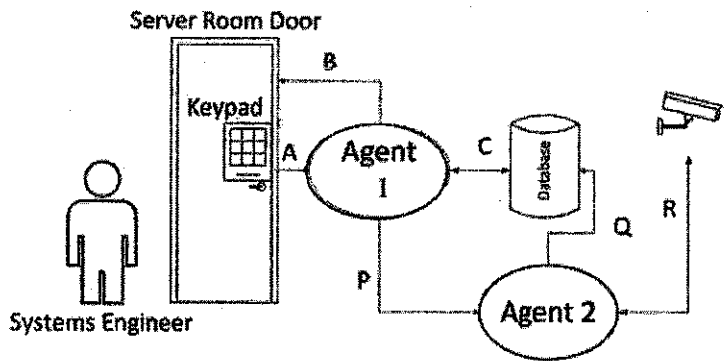 Server Room Door
B
Keypad
A
Agent
1
C
Database
R
Q
P
Agent 2
Systems Engineer